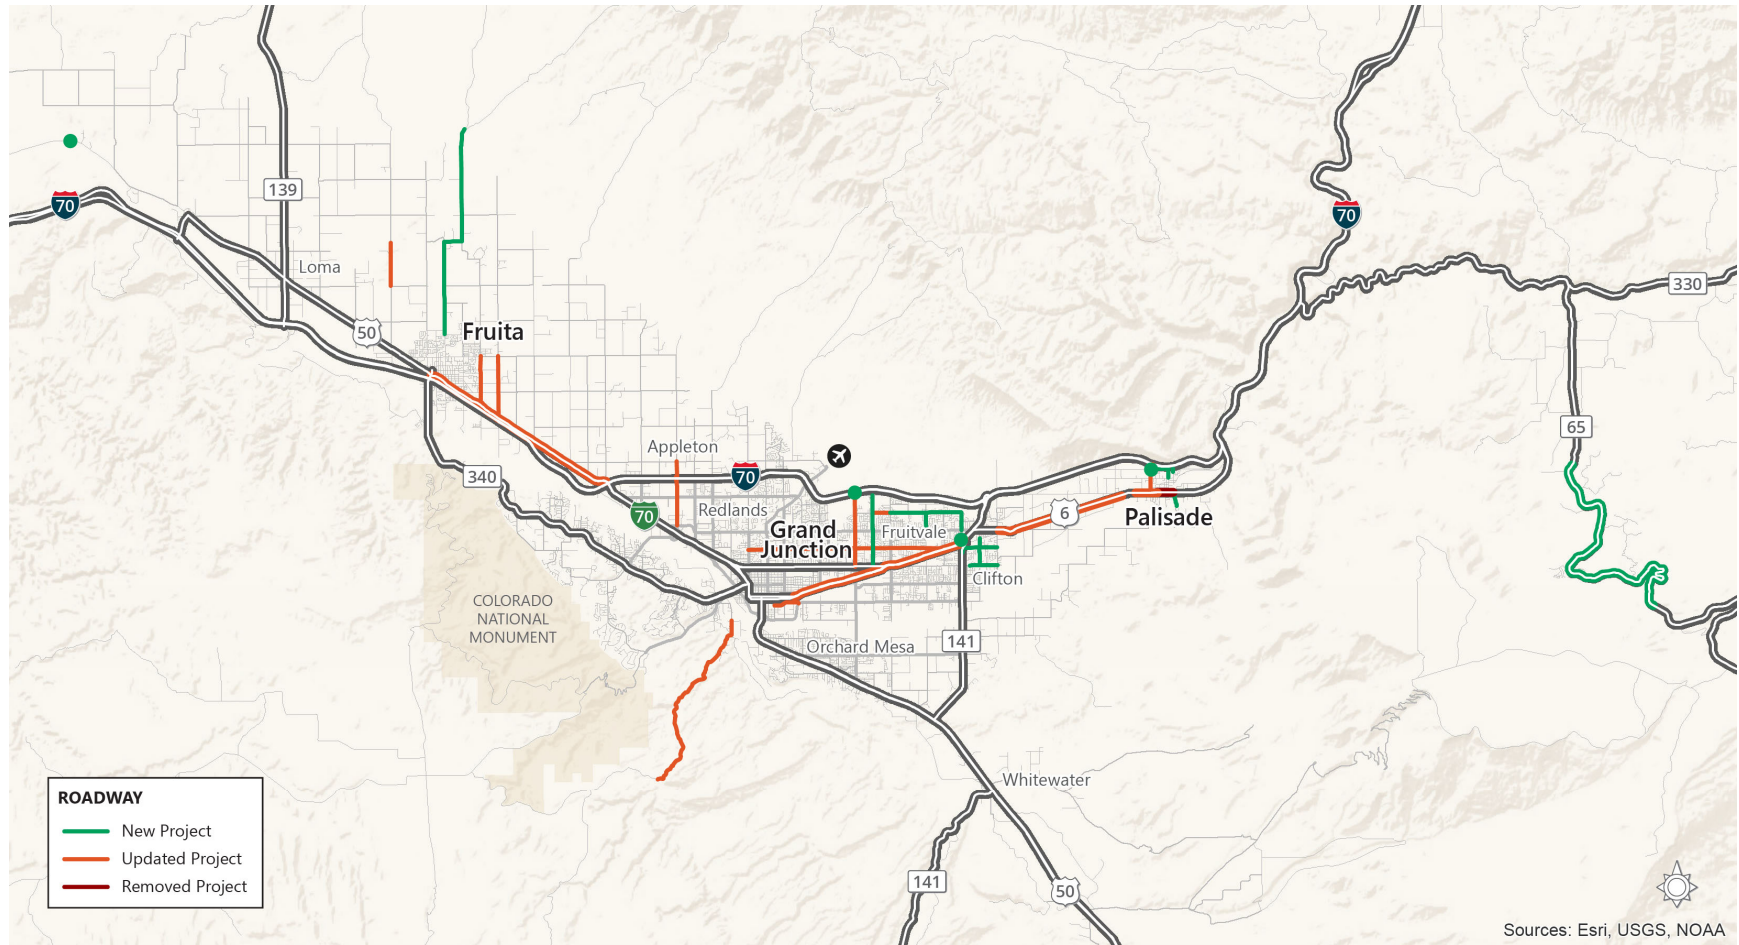 139
70
70
Loma
330
50
Fruita
65
Appleton
340
70
Redlands
70
6
Palisade
Grand
Junction
Fruitvale
Clifton
COLORADO
NATIONAL
MONUMENT
Orchard Mesa
141
Whitewater
ROADWAY
New Project
Updated Project
Removed Project
141
50
Sources: Esri, USGS, NOAA